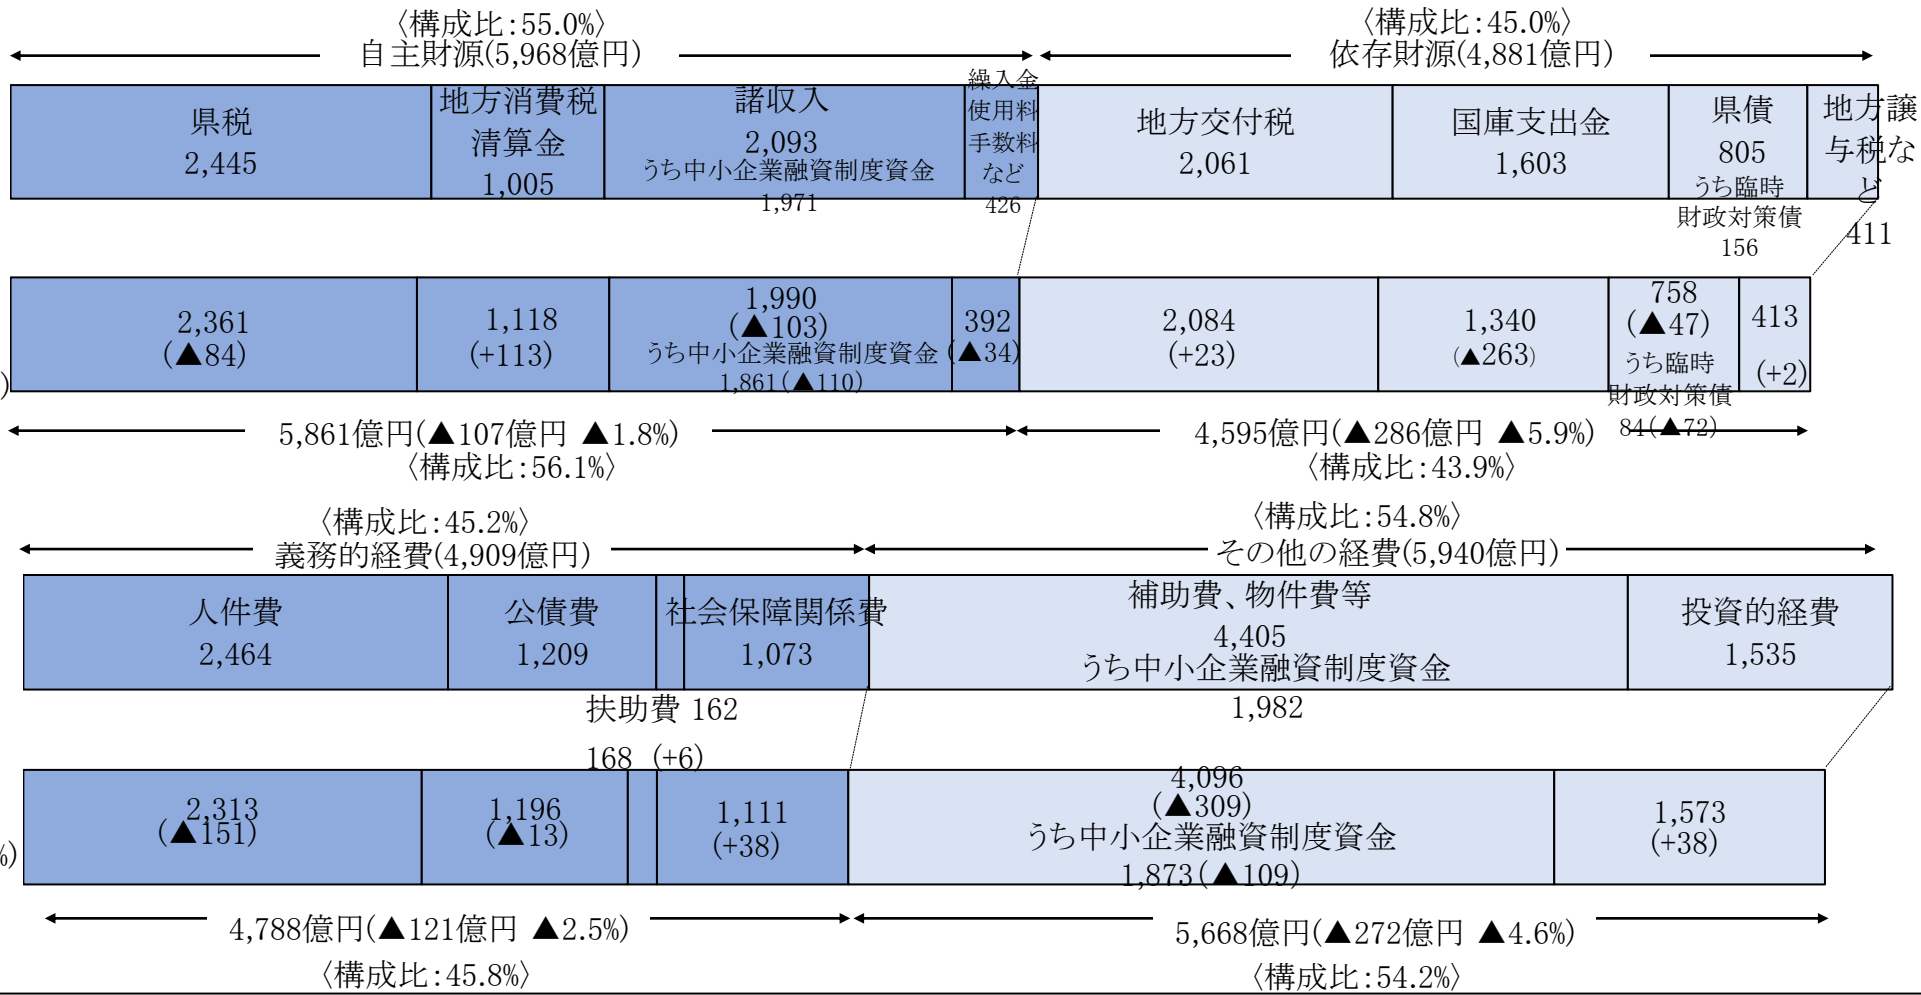 〈構成比:55.0%〉
自主財源(5,968億円)
〈構成比:45.0%〉
依存財源(4,881億円)
県税
2,445
地方消費税
清算金
1,005
諸収入
2,093
うち中小企業融資制度資金
1,971
繰入金
使用料
手数料
など
426
地方交付税
2,061
国庫支出金
1,603
県債
805
うち臨時
財政対策債
156
地方譲
与税な
ど
411
2,361
(▲84)
1,118
(+113)
1,990
(▲103)
うち中小企業融資制度資金
1,861(▲110)
392
(▲34)
2,084
(+23)
1,340
(▲263)
758
(▲47)
うち臨時
財政対策債
84(▲72)
413
(+2)
)
5,861億円(▲107億円 ▲1.8%)
〈構成比:56.1%〉
4,595億円(▲286億円 ▲5.9%)
〈構成比:43.9%〉
〈構成比:45.2%〉
義務的経費(4,909億円)
〈構成比:54.8%〉
その他の経費(5,940億円)
人件費
2,464
公債費
1,209
社会保障関係費
1,073
扶助費 162
補助費、物件費等
4,405
うち中小企業融資制度資金
1,982
投資的経費
1,535
168 (+6)
2,313
(▲151)
1,196
(▲13)
1,111
(+38)
4,096
(▲309)
うち中小企業融資制度資金
1,873(▲109)
1,573
(+38)
%)
4,788億円(▲121億円 ▲2.5%)
〈構成比:45.8%〉
5,668億円(▲272億円 ▲4.6%)
〈構成比:54.2%〉